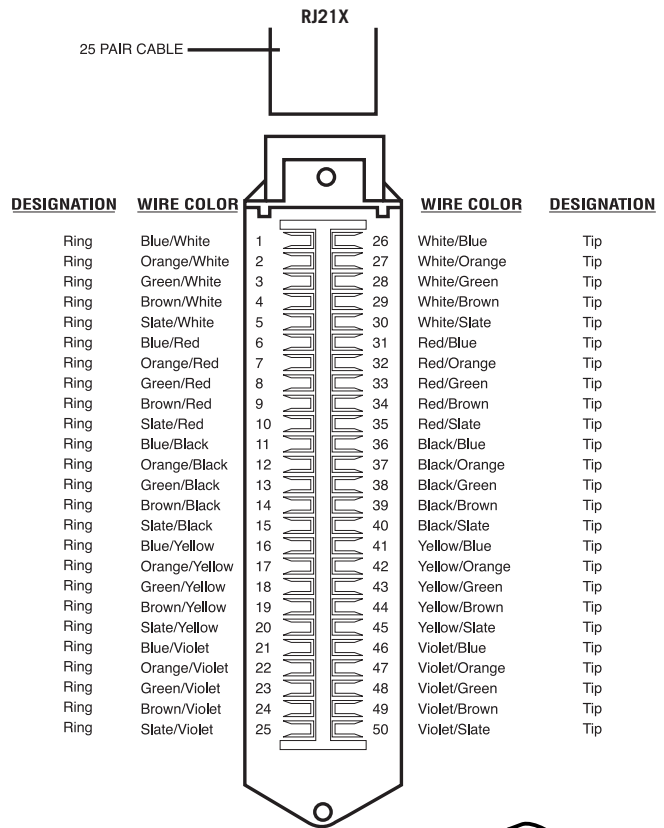 RJ21X
25 PAIR CABLE
DESIGNATION WIRE COLOR WIRE COLOR DESIGNATION
Ring Blue/White 1 26 White/Blue Tip
Ring Orange/White 2 27 White/Orange Tip
Ring Green/White 3 28 White/Green Tip
Ring Brown/White 4 29 White/Brown Tip
Ring Slate/White 5 30 White/Slate Tip
Ring Blue/Red 6 31 Red/Blue Tip
Ring Orange/Red 7 32 Red/Orange Tip
Ring Green/Red 8 33 Red/Green Tip
Ring Brown/Red 9 34 Red/Brown Tip
Ring Slate/Red 10 35 Red/Slate Tip
Ring Blue/Black 11 36 Black/Blue Tip
Ring Orange/Black 12 37 Black/Orange Tip
Ring Green/Black 13 38 Black/Green Tip
Ring Brown/Black 14 39 Black/Brown Tip
Ring Slate/Black 15 40 Black/Slate Tip
Ring Blue/Yellow 16 41 Yellow/Blue Tip
Ring Orange/Yellow 17 42 Yellow/Orange Tip
Ring Green/Yellow 18 43 Yellow/Green Tip
Ring Brown/Yellow 19 44 Yellow/Brown Tip
Ring Slate/Yellow 20 45 Yellow/Slate Tip
Ring Blue/Violet 21 46 Violet/Blue Tip
Ring Orange/Violet 22 47 Violet/Orange Tip
Ring Green/Violet 23 48 Violet/Green Tip
Ring Brown/Violet 24 49 Violet/Brown Tip
Ring Slate/Violet 25 50 Violet/Slate Tip